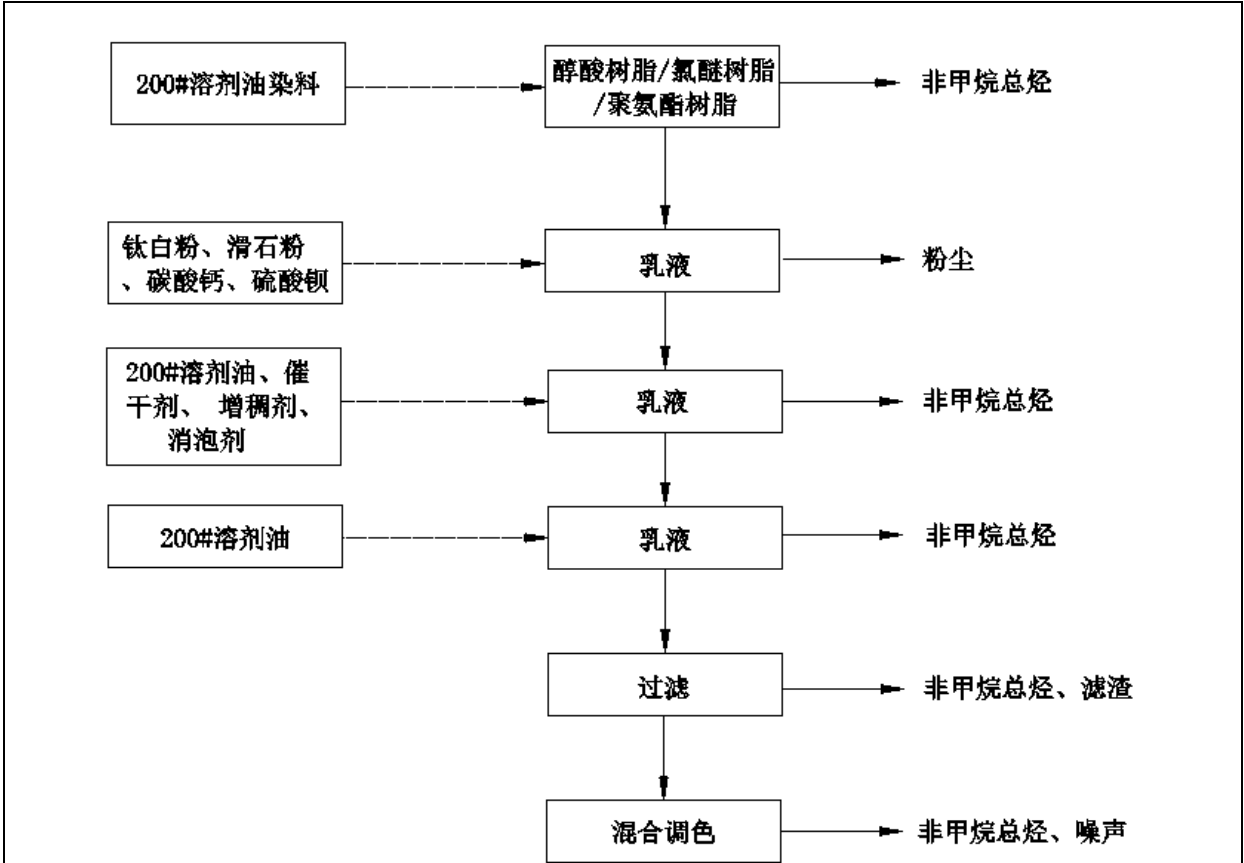 200#溶剂油染料
醇酸树脂/氯醚树脂
/聚氨酯树脂
非甲烷总烃
钛白粉、滑石粉
、碳酸钙、硫酸钡
乳液
粉尘
200#溶剂油、催
干剂、 增稠剂、
消泡剂
乳液
非甲烷总烃
200#溶剂油
乳液
非甲烷总烃
过滤
非甲烷总烃、滤渣
混合调色
非甲烷总烃、噪声